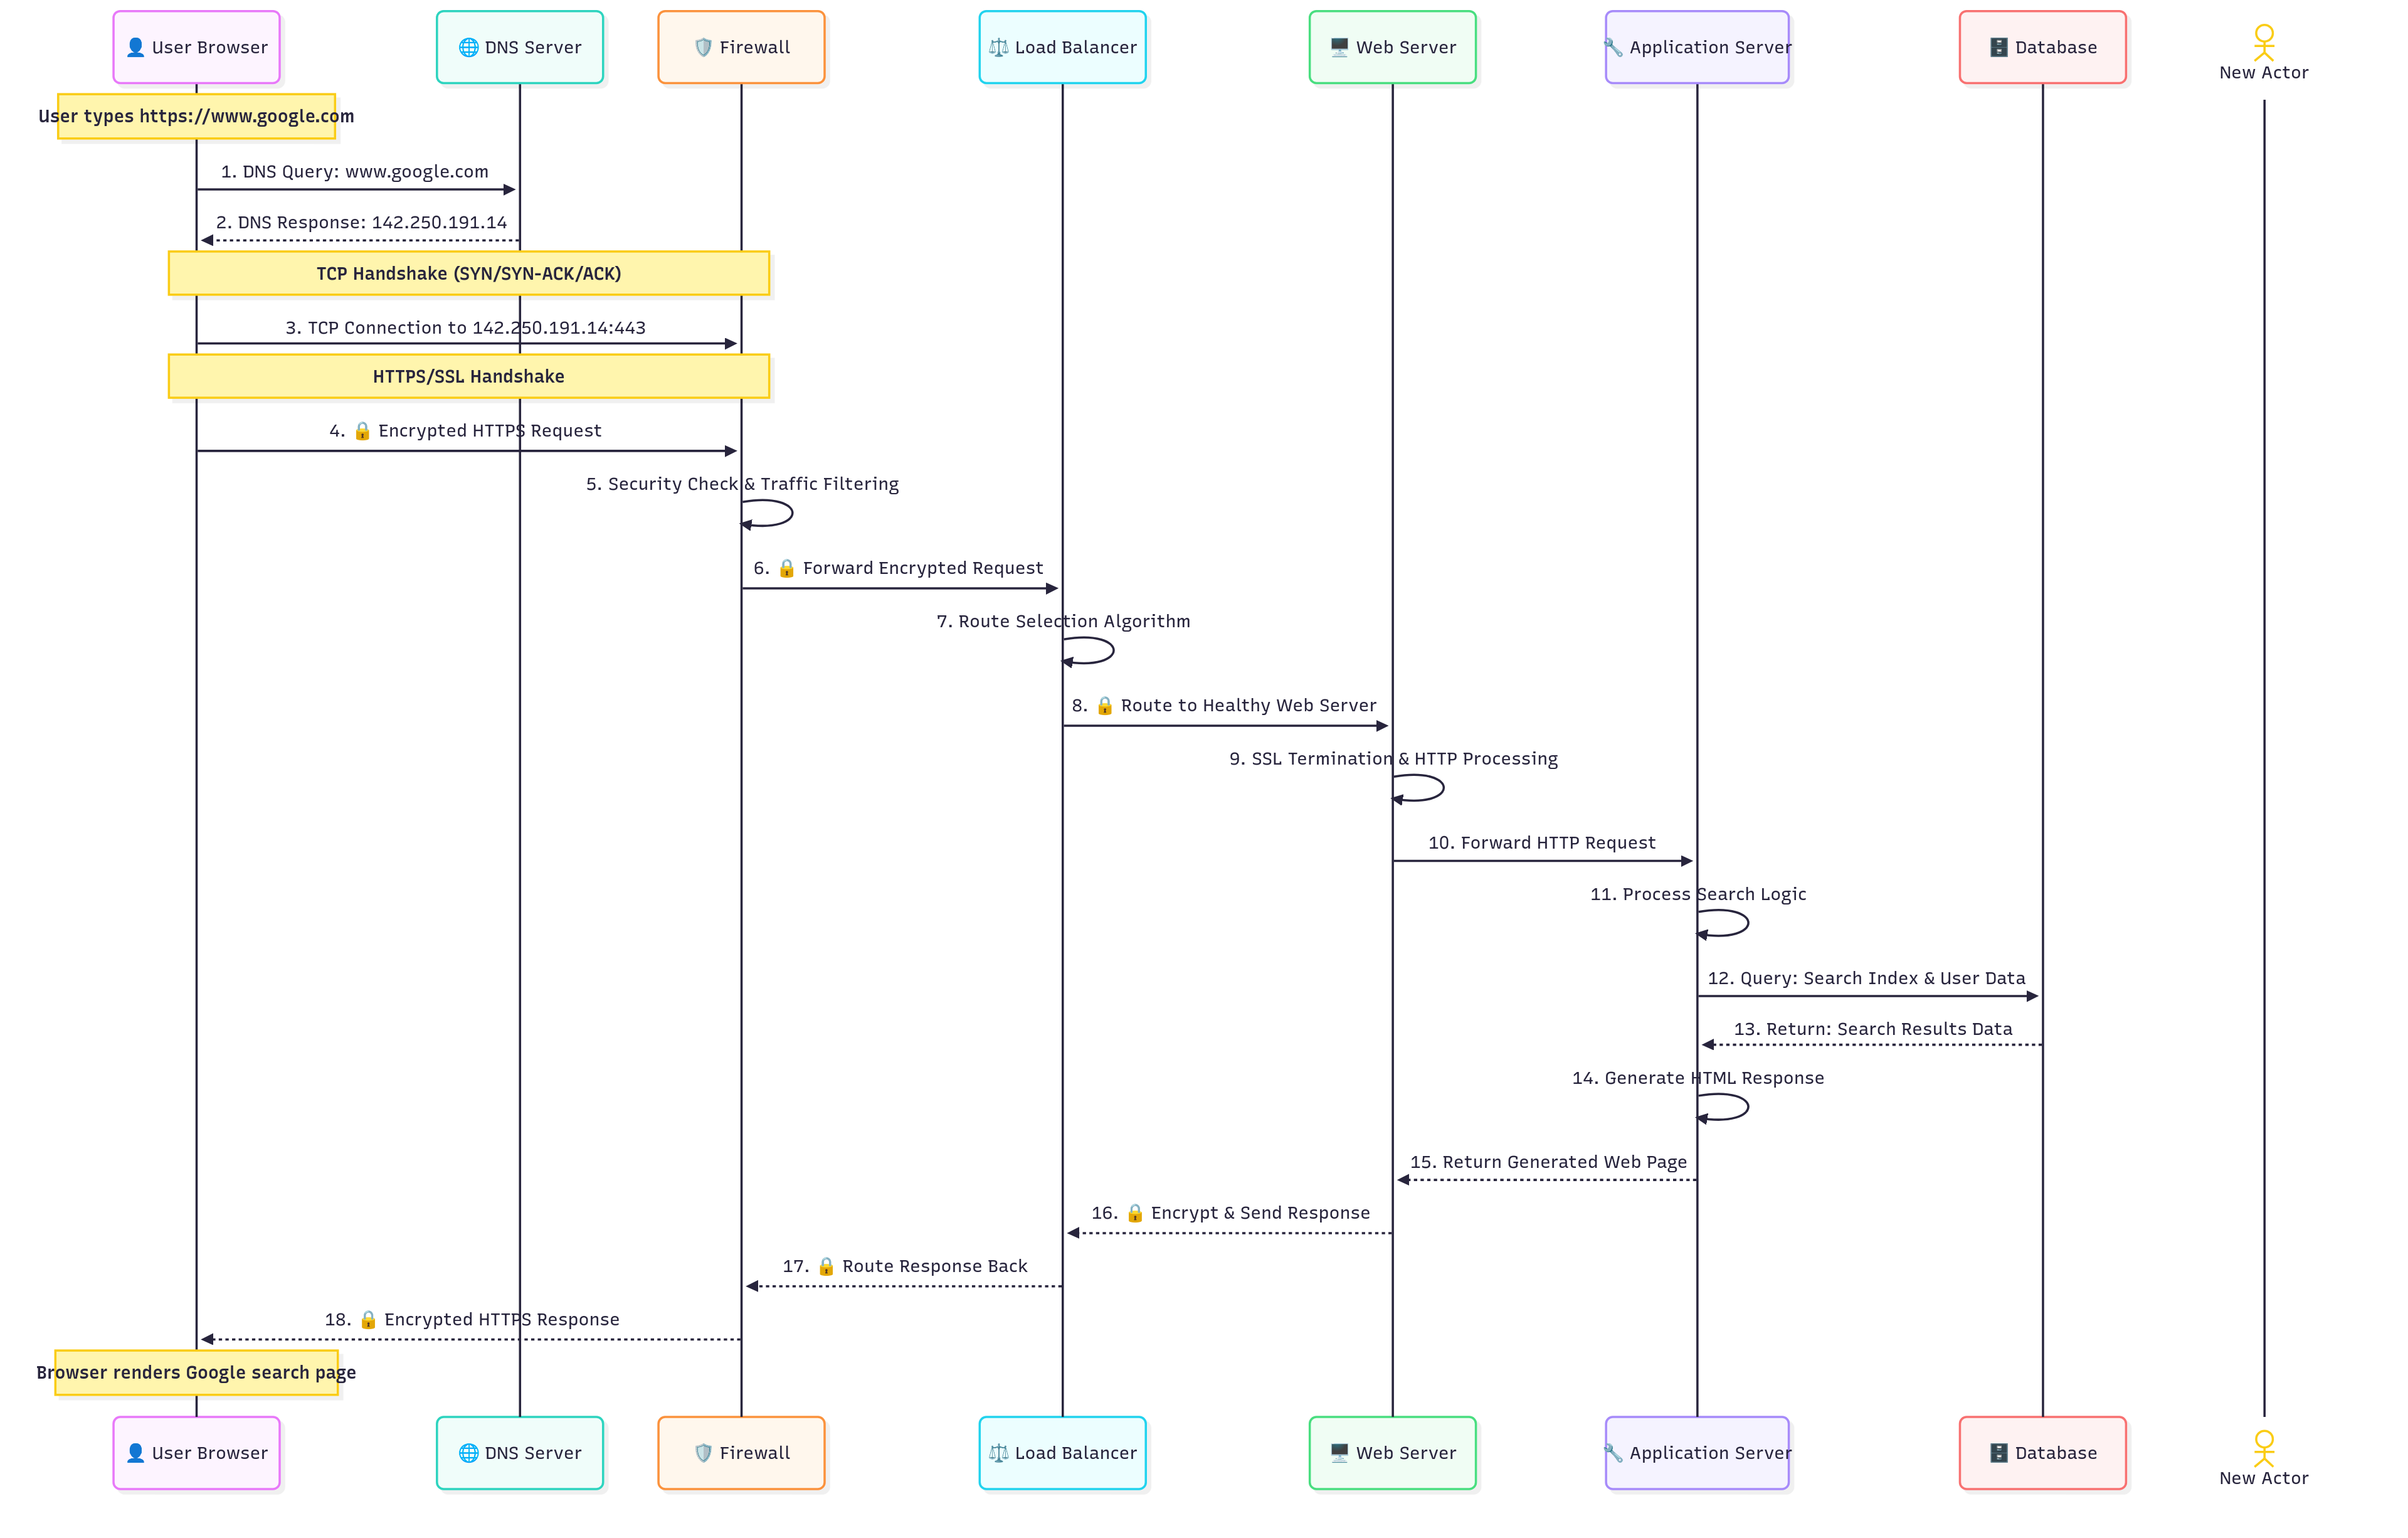 👤 User Browser
🌐 DNS Server
🛡️ Firewall
⚖️ Load Balancer
🖥️ Web Server
🔧 Application Server
🗄️ Database
New Actor
User types https://www.google.com
1. DNS Query: www.google.com
2. DNS Response: 142.250.191.14
TCP Handshake (SYN/SYN-ACK/ACK)
3. TCP Connection to 142.250.191.14:443
HTTPS/SSL Handshake
4. 🔒 Encrypted HTTPS Request
5. Security Check & Traffic Filtering
6. 🔒 Forward Encrypted Request
7. Route Selection Algorithm
8. 🔒 Route to Healthy Web Server
9. SSL Termination & HTTP Processing
10. Forward HTTP Request
11. Process Search Logic
12. Query: Search Index & User Data
13. Return: Search Results Data
14. Generate HTML Response
15. Return Generated Web Page
16. 🔒 Encrypt & Send Response
17. 🔒 Route Response Back
18. 🔒 Encrypted HTTPS Response
Browser renders Google search page
👤 User Browser
🌐 DNS Server
🛡️ Firewall
⚖️ Load Balancer
🖥️ Web Server
🔧 Application Server
🗄️ Database
New Actor